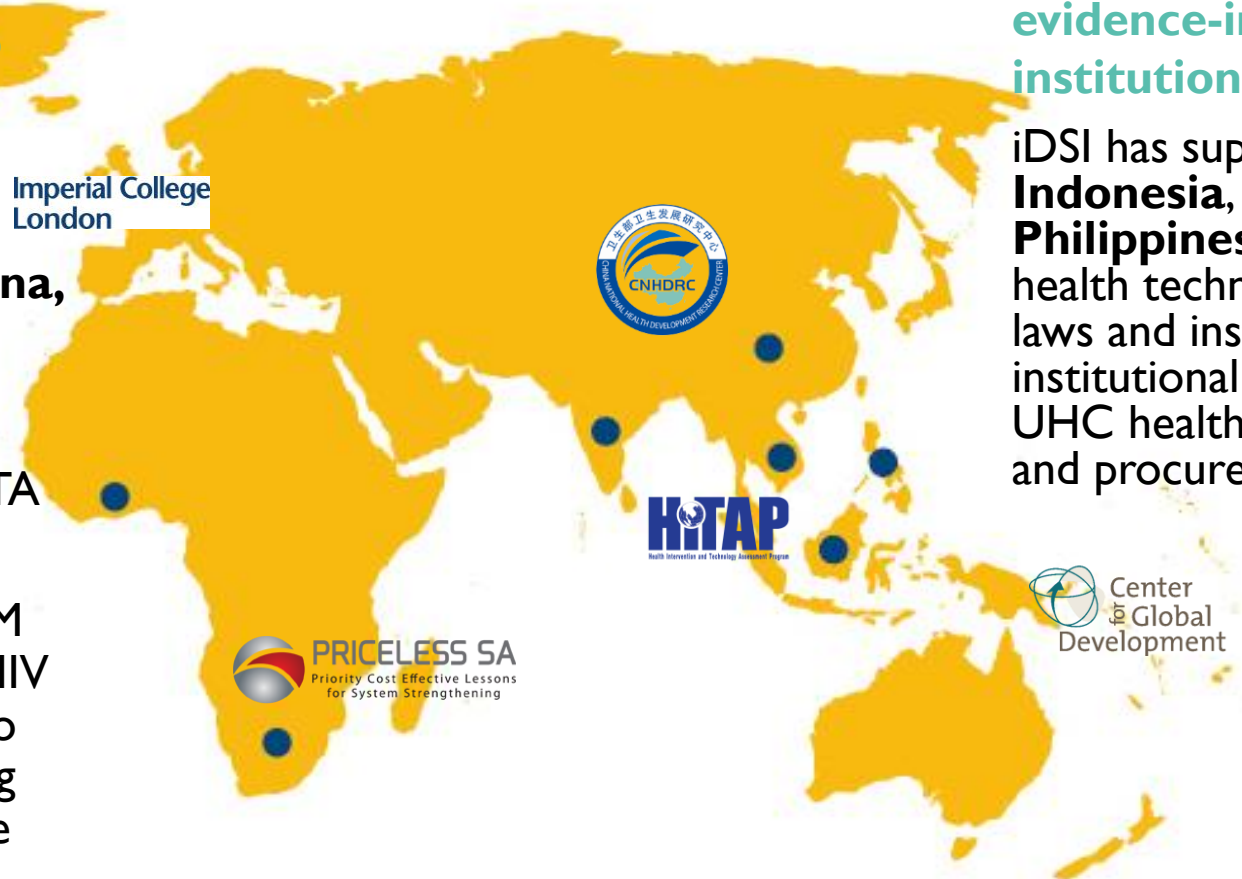 Imperial College
London
na,
TA
M
HIV
o
g
e
卫生部卫生发展研究中心
CNHDRC
CHINA NATIONAL HEALTH DEVELOPMENT RESEARCH CENTER
HiTAP
Health Intervention and Technology Assessment Program
PRICELESS SA
Priority Cost Effective Lessons
for System Strengthening
Center
for Global
Development
evidence-in
institution
iDSI has sup
Indonesia,
Philippines
health techn
laws and ins
institutional
UHC health
and procure